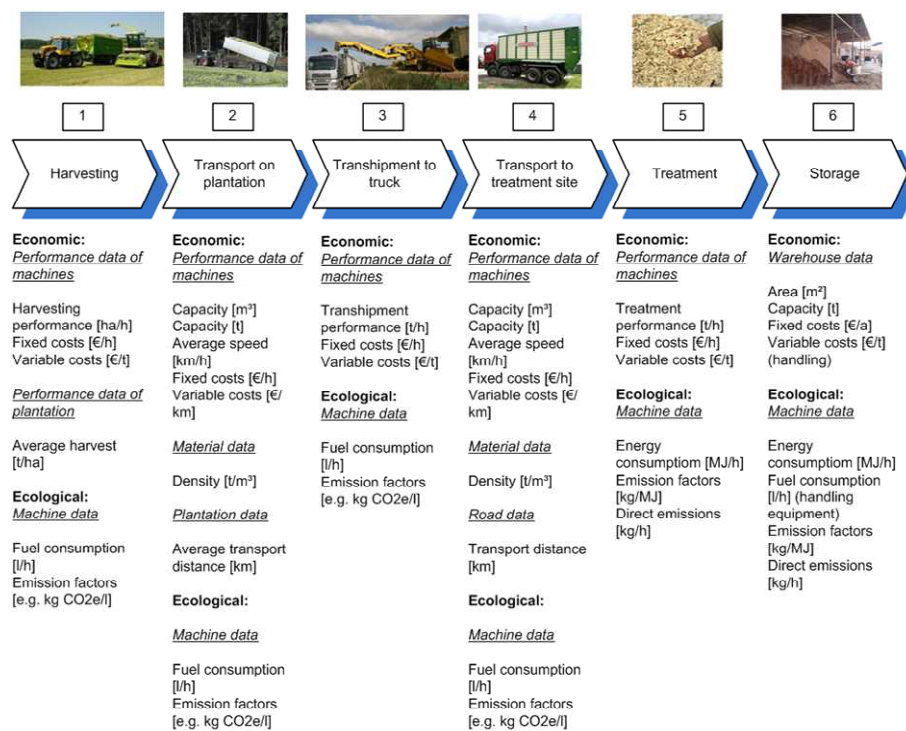 1
2
3
4
5
6
Harvesting
Transport on
plantation
Transhipment to
truck
Transport to
treatment site
Treatment
Storage
Economic:
Performance data of
machines
Harvesting
performance [ha/h]
Fixed costs [€/h]
Variable costs [€/t]
Performance data of
plantation
Average harvest
[t/ha]
Ecological:
Machine data
Fuel consumption
[l/h]
Emission factors
[e.g. kg CO2e/l]
Economic:
Performance data of
machines
Capacity [m³]
Capacity [t]
Average speed
[km/h]
Fixed costs [€/h]
Variable costs [€/
km]
Material data
Density [t/m³]
Plantation data
Average transport
distance [km]
Ecological:
Machine data
Fuel consumption
[l/h]
Emission factors
[e.g. kg CO2e/l]
Economic:
Performance data of
machines
Transhipment
performance [t/h]
Fixed costs [€/h]
Variable costs [€/t]
Ecological:
Machine data
Fuel consumption
[l/h]
Emission factors
[e.g. kg CO2e/l]
Economic:
Performance data of
machines
Capacity [m³]
Capacity [t]
Average speed
[km/h]
Fixed costs [€/h]
Variable costs [€/
km]
Material data
Density [t/m³]
Road data
Transport distance
[km]
Ecological:
Machine data
Fuel consumption
[l/h]
Emission factors
[e.g. kg CO2e/l]
Economic:
Performance data of
machines
Treatment
performance [t/h]
Fixed costs [€/h]
Variable costs [€/t]
Ecological:
Machine data
Energy
consumptiom [MJ/h]
Emission factors
[kg/MJ]
Direct emissions
[kg/h]
Economic:
Warehouse data
Area [m²]
Capacity [t]
Fixed costs [€/a]
Variable costs [€/t]
(handling)
Ecological:
Machine data
Energy
consumptiom [MJ/h]
Fuel consumption
[l/h] (handling
equipment)
Emission factors
[kg/MJ]
Direct emissions
[kg/h]